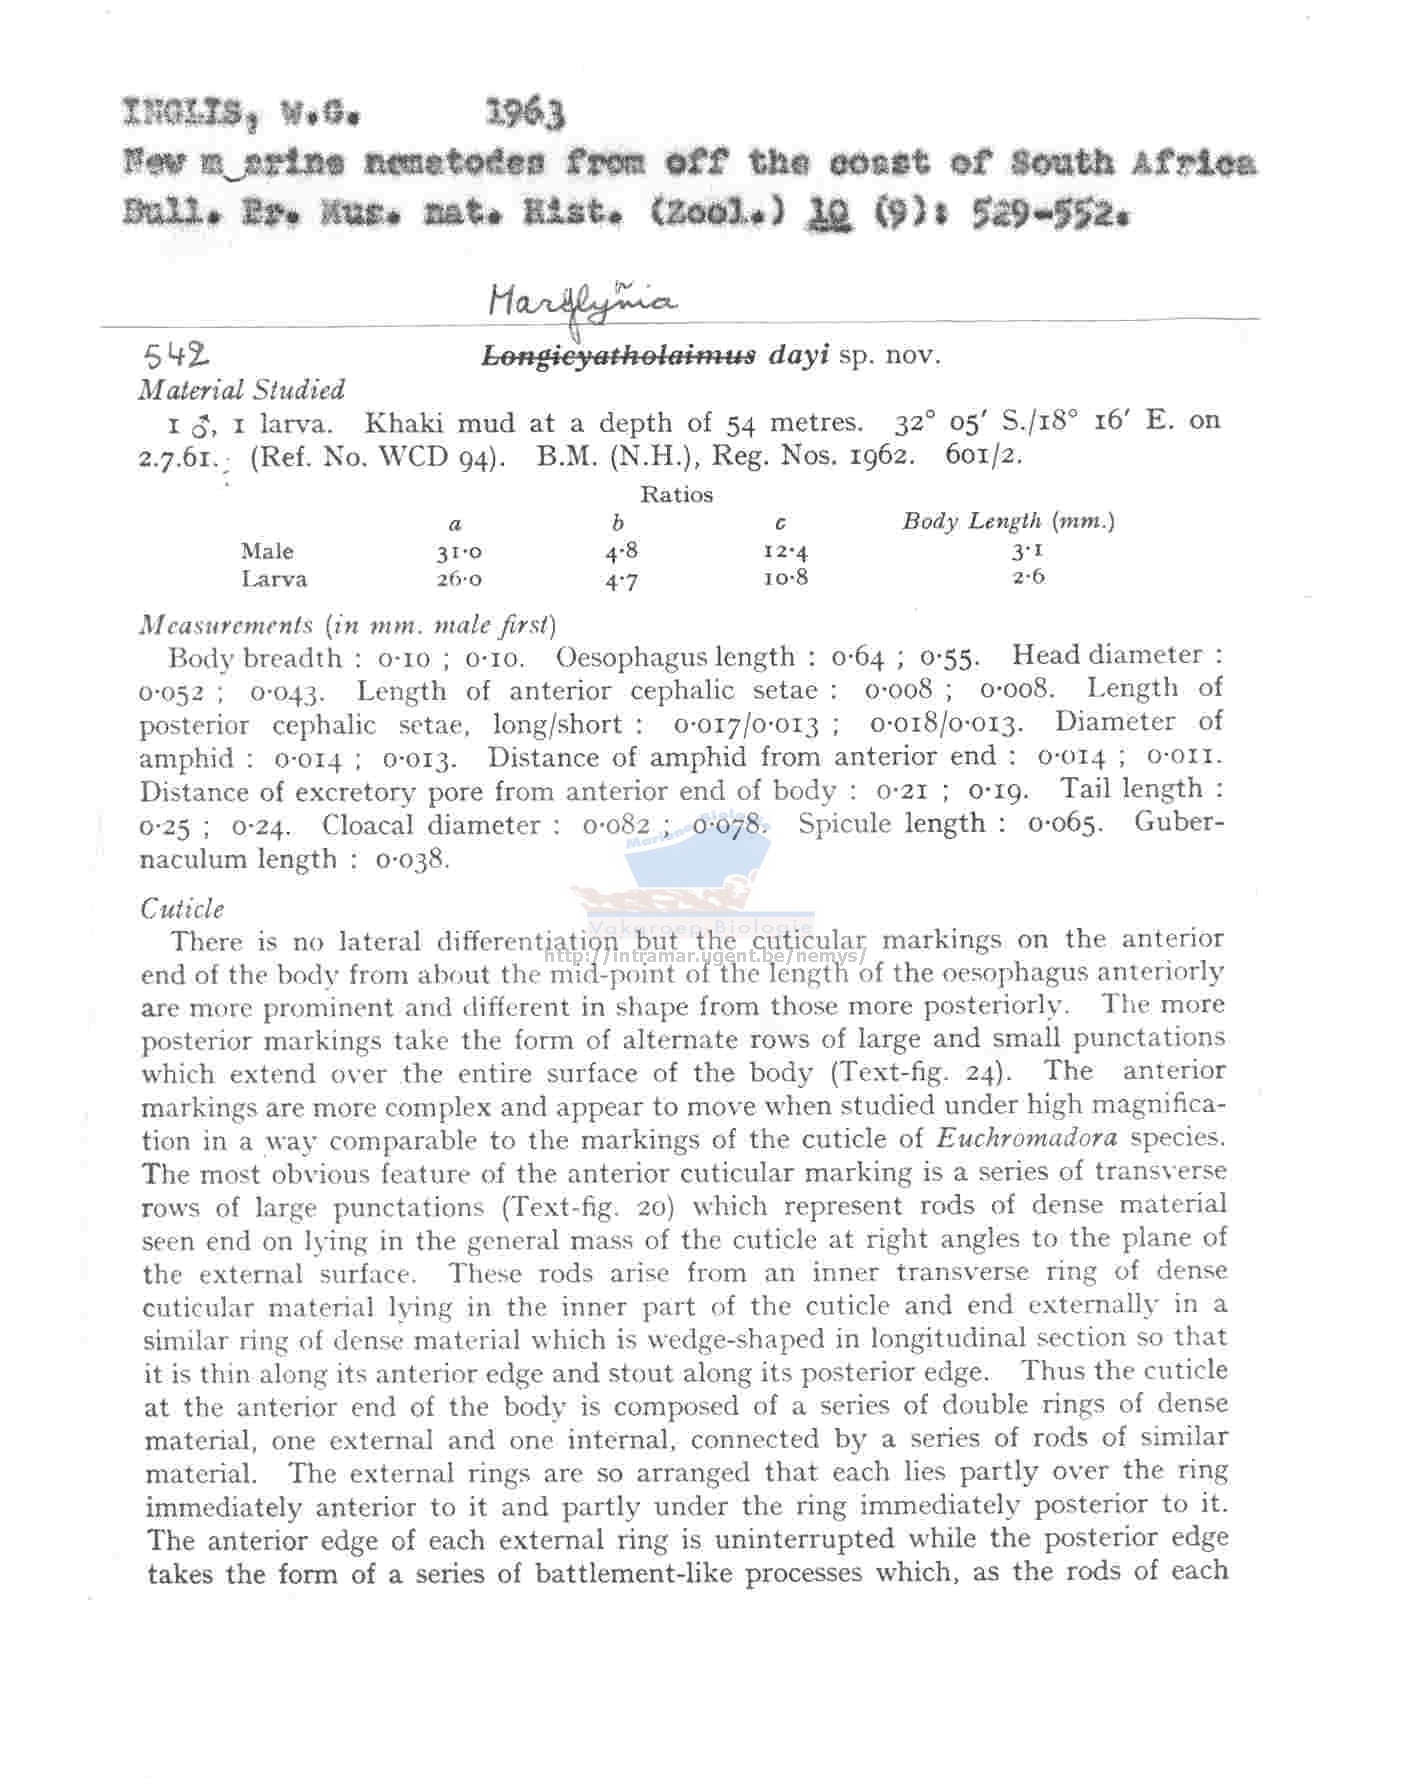 INGLIS, W.G. 1963
New marine nematodes from off the coast of South Africa
Bull. Br. Mus. nat. Hist. (Zool.) 10 (9): 529-552.
542
Longicyatholaimus dayi sp. nov.
Material Studied
1 ♂, 1 larva. Khaki mud at a depth of 54 metres. 32° 05′ S./18° 16′ E. on
2.7.61. (Ref. No. WCD 94). B.M. (N.H.), Reg. Nos. 1962. 601/2.
Ratios
a b c Body Length (mm.)
Male 31·0 4·8 12·4 3·1
Larva 26·0 4·7 10·8 2·6
Measurements (in mm. male first)
Body breadth : 0·10 ; 0·10. Oesophagus length : 0·64 ; 0·55. Head diameter :
0·052 ; 0·043. Length of anterior cephalic setae : 0·008 ; 0·008. Length of
posterior cephalic setae, long/short : 0·017/0·013 ; 0·018/0·013. Diameter of
amphid : 0·014 ; 0·013. Distance of amphid from anterior end : 0·014 ; 0·011.
Distance of excretory pore from anterior end of body : 0·21 ; 0·19. Tail length :
0·25 ; 0·24. Cloacal diameter : 0·082 ; 0·078. Spicule length : 0·065. Guber-
naculum length : 0·038.
Marine Biology
Vakgroep Biologie
http://intramar.ugent.be/nemys/
Cuticle
There is no lateral differentiation but the cuticular markings on the anterior
end of the body from about the mid-point of the length of the oesophagus anteriorly
are more prominent and different in shape from those more posteriorly. The more
posterior markings take the form of alternate rows of large and small punctations
which extend over the entire surface of the body (Text-fig. 24). The anterior
markings are more complex and appear to move when studied under high magnifica-
tion in a way comparable to the markings of the cuticle of Euchromadora species.
The most obvious feature of the anterior cuticular marking is a series of transverse
rows of large punctations (Text-fig. 20) which represent rods of dense material
seen end on lying in the general mass of the cuticle at right angles to the plane of
the external surface. These rods arise from an inner transverse ring of dense
cuticular material lying in the inner part of the cuticle and end externally in a
similar ring of dense material which is wedge-shaped in longitudinal section so that
it is thin along its anterior edge and stout along its posterior edge. Thus the cuticle
at the anterior end of the body is composed of a series of double rings of dense
material, one external and one internal, connected by a series of rods of similar
material. The external rings are so arranged that each lies partly over the ring
immediately anterior to it and partly under the ring immediately posterior to it.
The anterior edge of each external ring is uninterrupted while the posterior edge
takes the form of a series of battlement-like processes which, as the rods of each